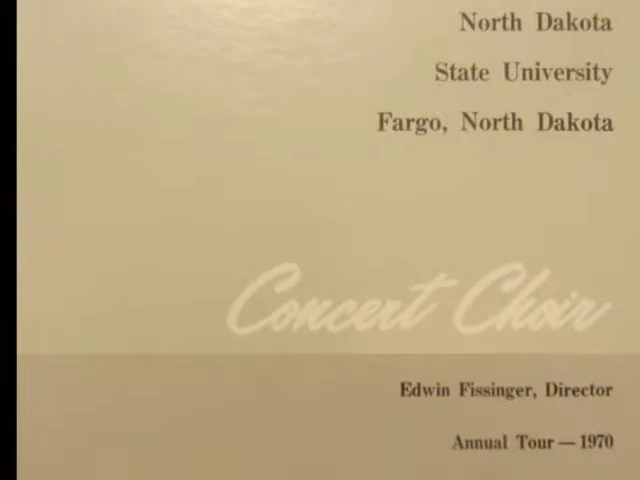 North Dakota
State University
Fargo, North Dakota
Concert Choir
Edwin Fissinger, Director
Annual Tour — 1970